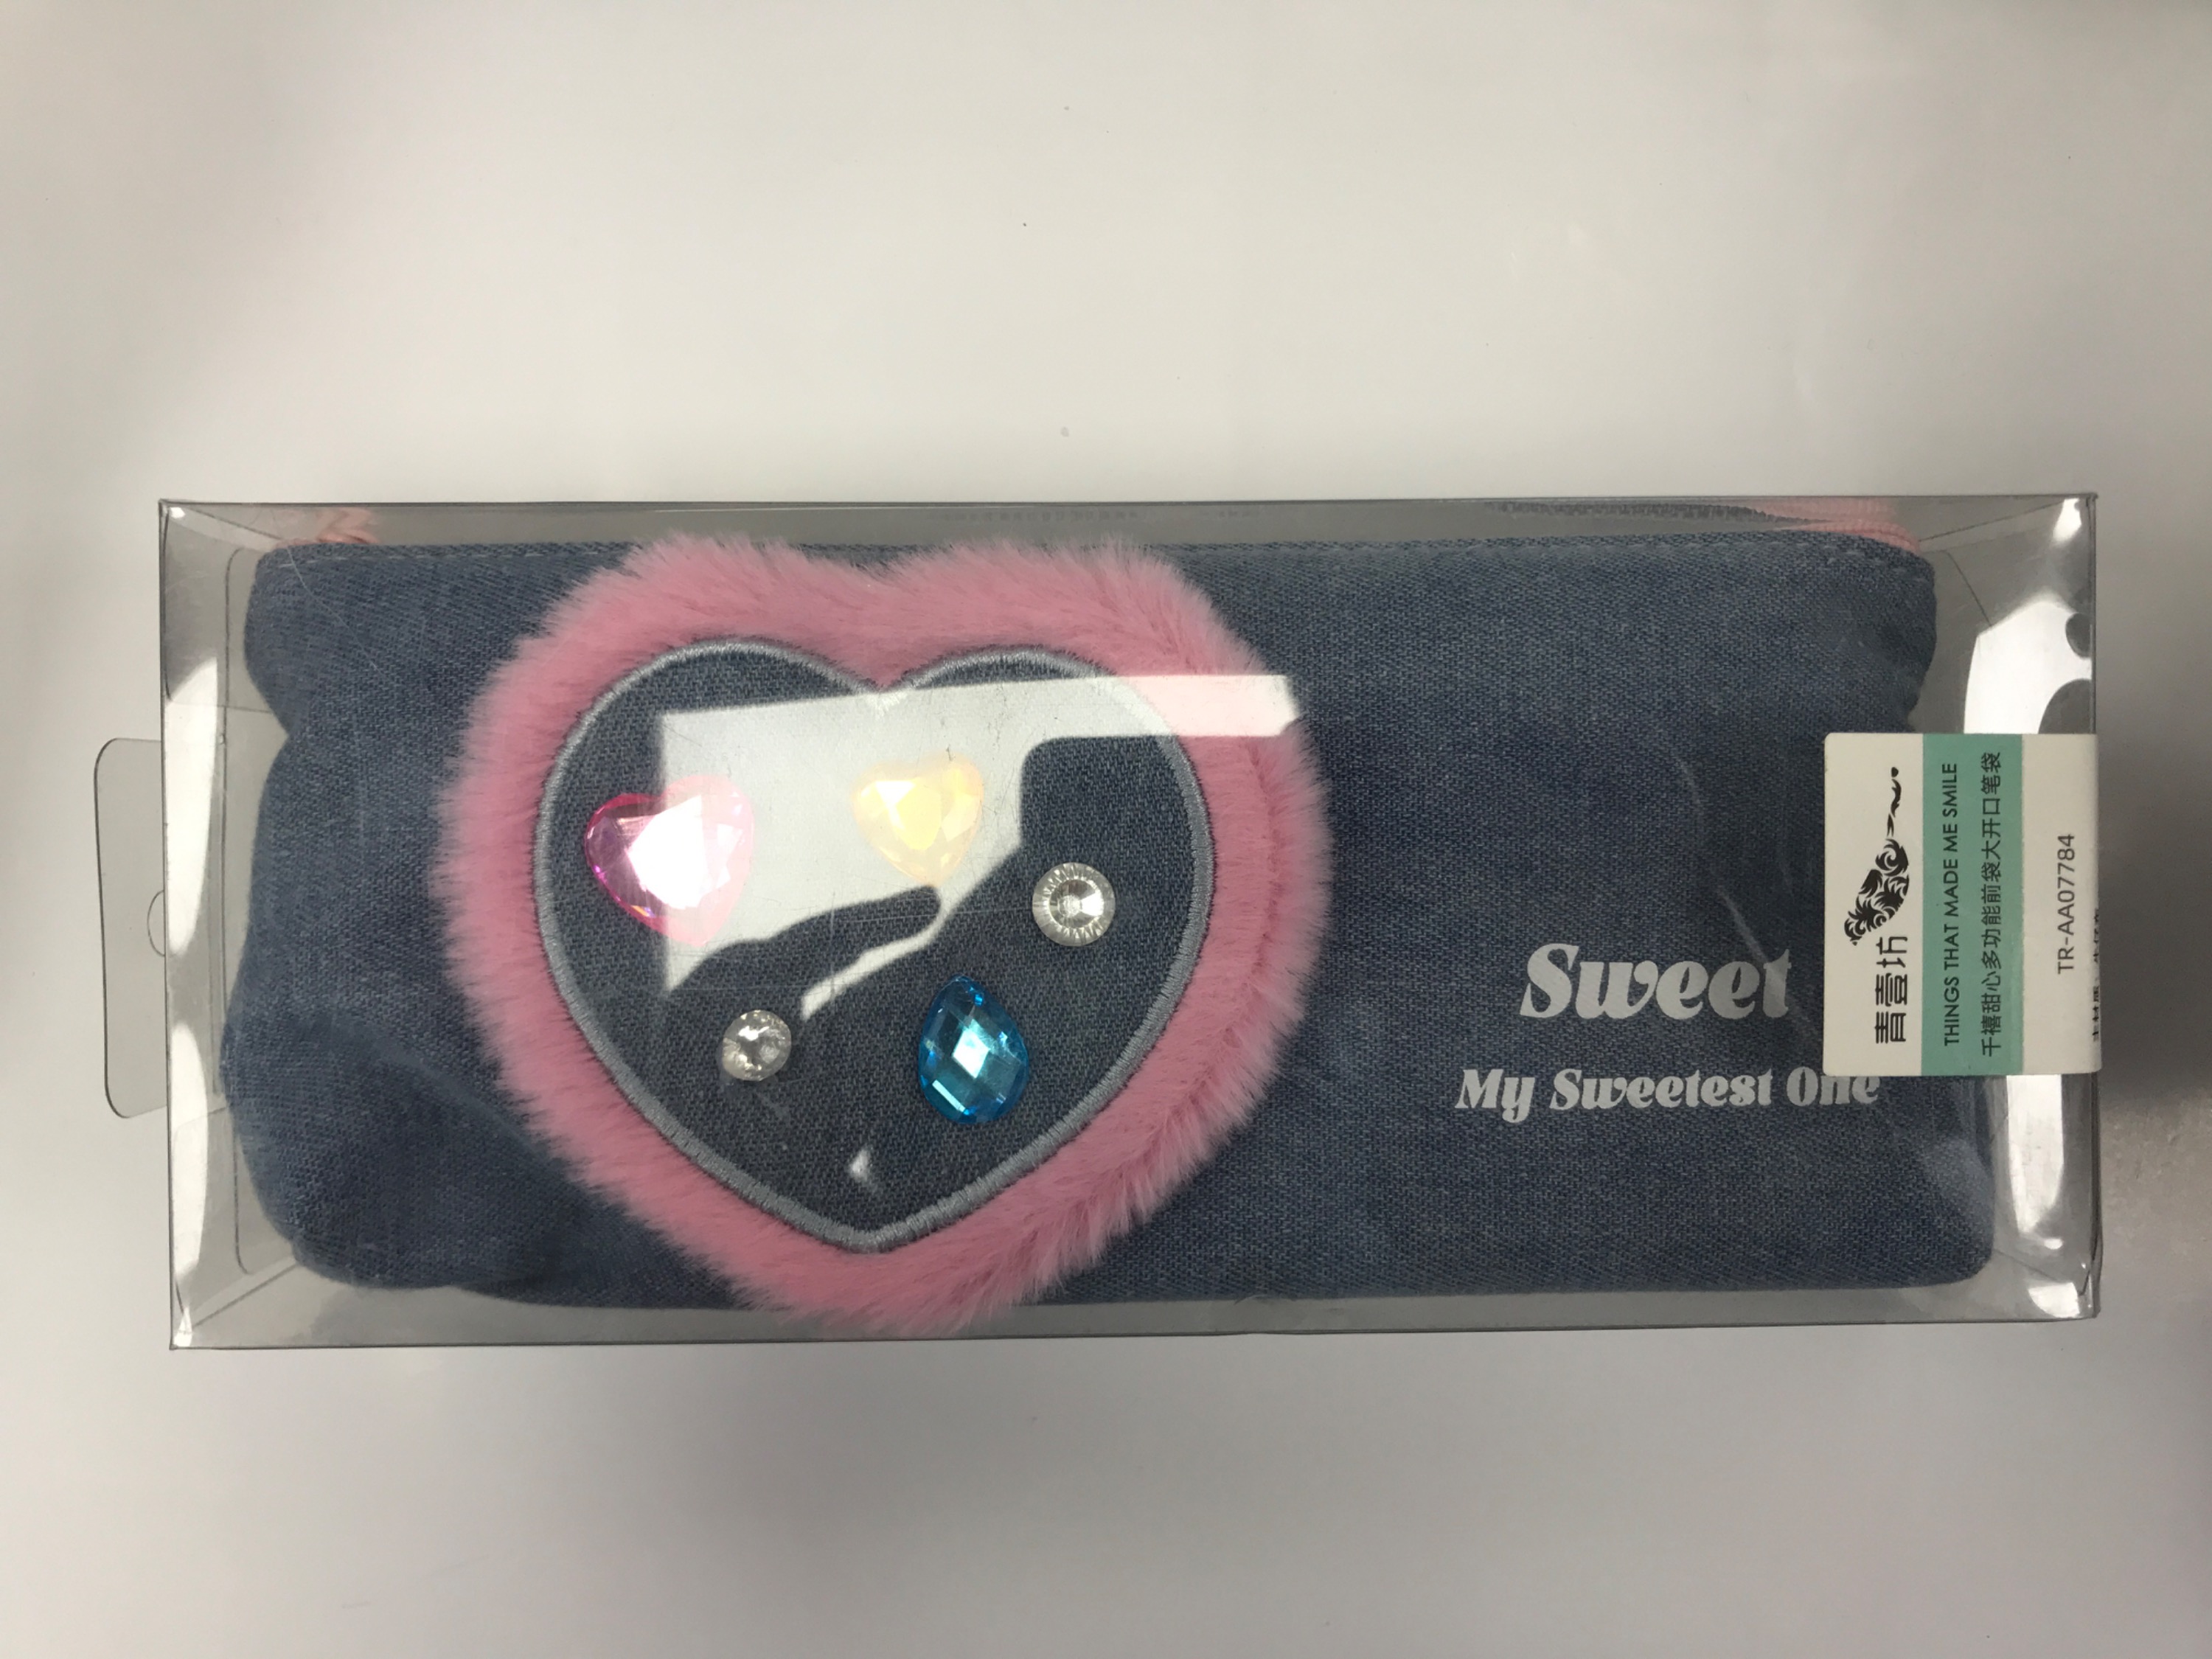 Sweet
My Sweetest One
青壹坊
THINGS THAT MADE ME SMILE
千禧甜心多功能前袋大开口笔袋
TR-AA07784